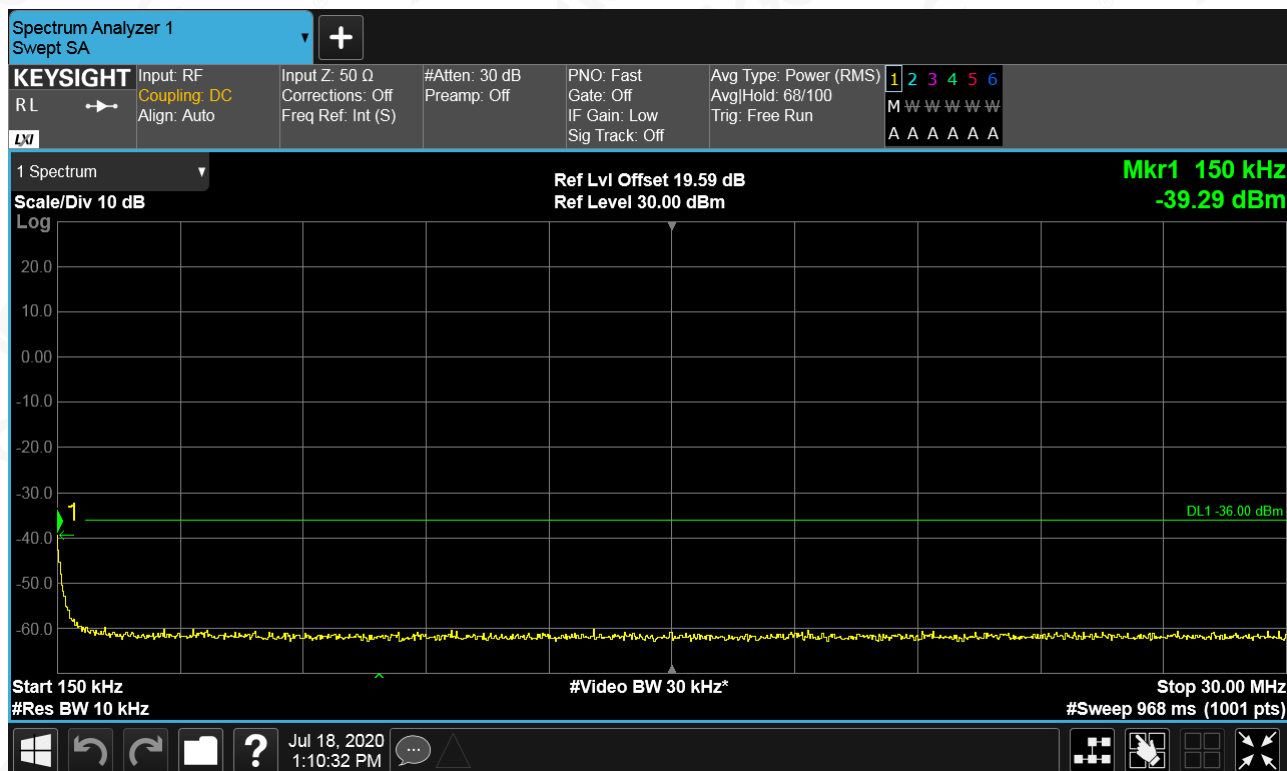 Spectrum Analyzer 1
Swept SA
+
KEYSIGHT
R L
LXI
Input: RF
Coupling: DC
Align: Auto
Input Z: 50 Ω
Corrections: Off
Freq Ref: Int (S)
#Atten: 30 dB
Preamp: Off
PNO: Fast
Gate: Off
IF Gain: Low
Sig Track: Off
Avg Type: Power (RMS)
Avg|Hold: 68/100
Trig: Free Run
1 2 3 4 5 6
M W W W W W
A A A A A A
1 Spectrum
Scale/Div 10 dB
Log
Ref Lvl Offset 19.59 dB
Ref Level 30.00 dBm
Mkr1 150 kHz
-39.29 dBm
20.0
10.0
0.00
-10.0
-20.0
-30.0
1
DL1 -36.00 dBm
-40.0
-50.0
-60.0
Start 150 kHz
#Res BW 10 kHz
#Video BW 30 kHz*
Stop 30.00 MHz
#Sweep 968 ms (1001 pts)
?
Jul 18, 2020
1:10:32 PM